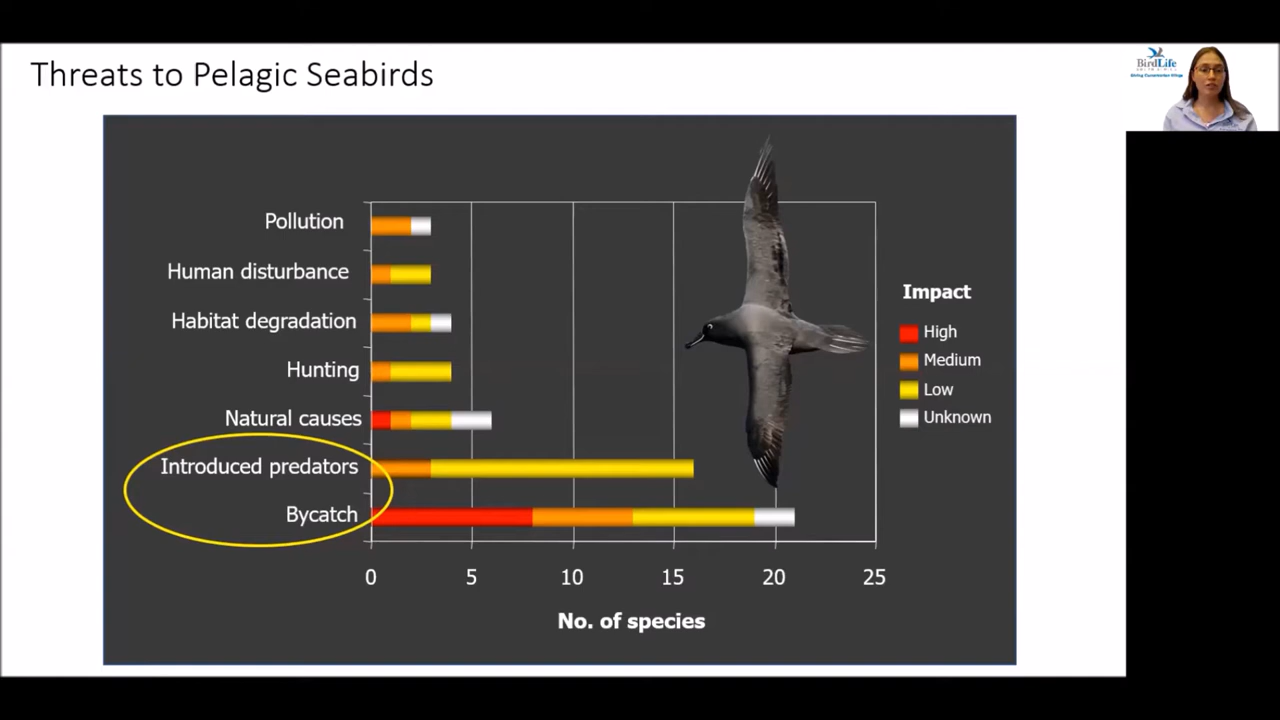 Threats to Pelagic Seabirds
BirdLife
Pollution
Human disturbance
Habitat degradation
Hunting
Natural causes
Introduced predators
Bycatch
0 5 10 15 20 25
No. of species
Impact
High
Medium
Low
Unknown